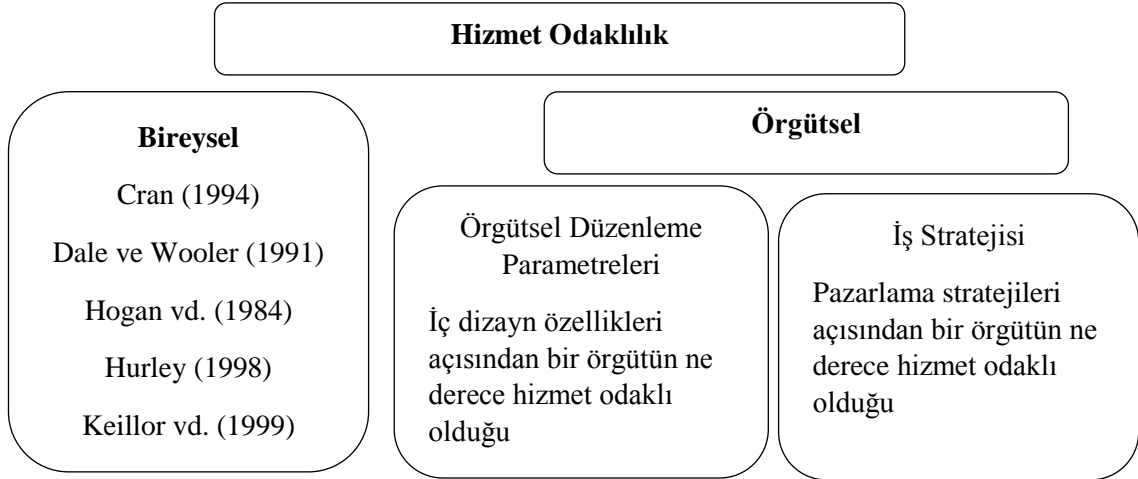 Hizmet Odaklılık
Bireysel
Cran (1994)
Dale ve Wooler (1991)
Hogan vd. (1984)
Hurley (1998)
Keillor vd. (1999)
Örgütsel
Örgütsel Düzenleme
Parametreleri
İç dizayn özellikleri
açısından bir örgütün ne
derece hizmet odaklı
olduğu
İş Stratejisi
Pazarlama stratejileri
açısından bir örgütün ne
derece hizmet odaklı
olduğu